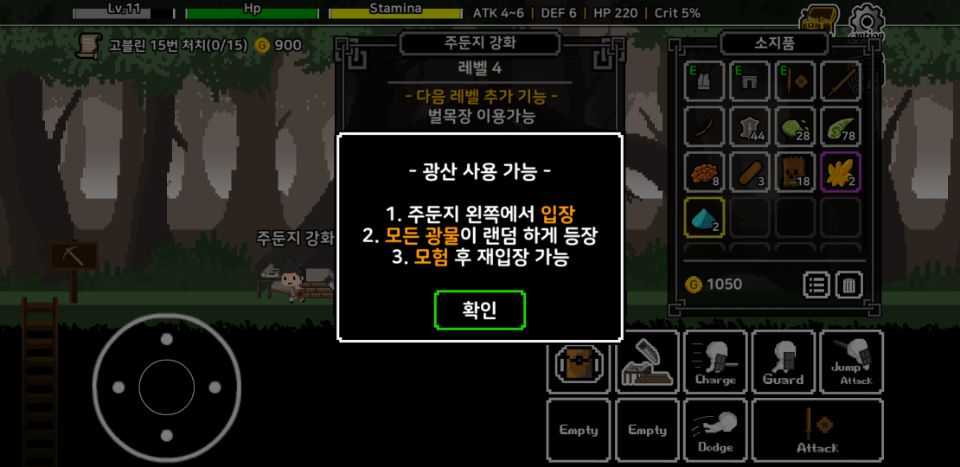 Lv.11
Hp
Stamina
ATK 4~6 | DEF 6 | HP 220 | Crit 5%
고블린 15번 처치(0/15) G 900
주둔지 강화
레벨 4
- 다음 레벨 추가 기능 -
벌목장 이용가능
소지품
E
E
E
44
28
78
8
3
18
2
2
G 1050
주둔지 강화
- 광산 사용 가능 -
1. 주둔지 왼쪽에서 입장
2. 모든 광물이 랜덤 하게 등장
3. 모험 후 재입장 가능
확인
Charge
Guard
Jump Attack
Empty
Empty
Dodge
Attack